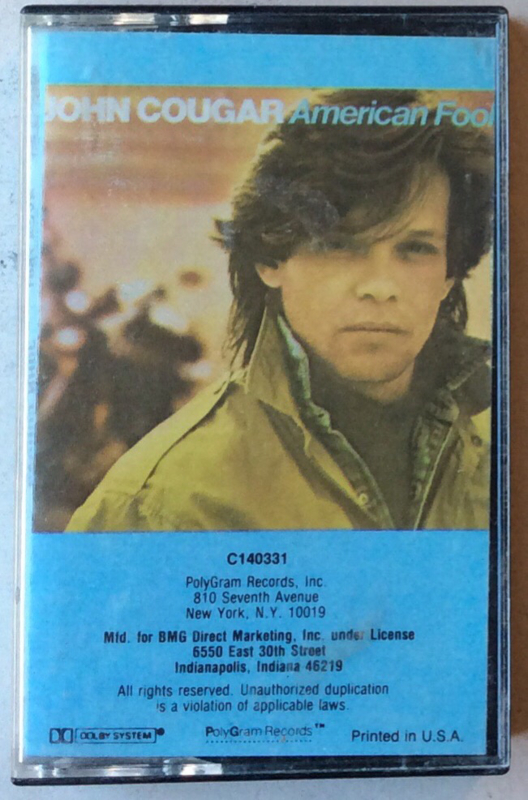 JOHN COUGAR American Fool
C140331
PolyGram Records, Inc.
810 Seventh Avenue
New York, N.Y. 10019
Mfd. for BMG Direct Marketing, Inc. under License
6550 East 30th Street
Indianapolis, Indiana 46219
All rights reserved. Unauthorized duplication
is a violation of applicable laws.
DOLBY SYSTEM® PolyGram Records™ Printed in U.S.A.